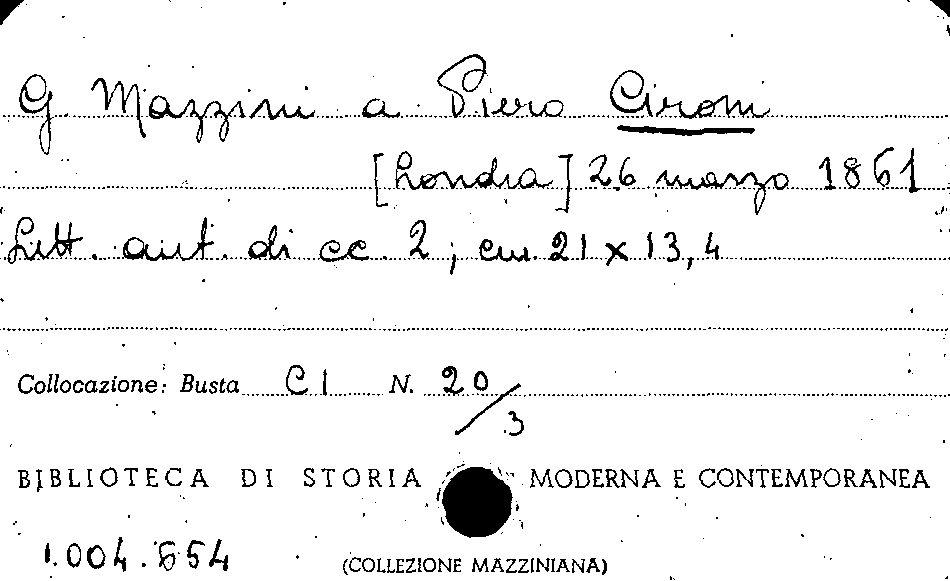 G. Mazzini a Piero Cironi
[Londra] 26 marzo 1861
Lett. aut. di cc. 2 ; cm. 21 x 13,4
Collocazione: Busta CI N. 20/3
BIBLIOTECA DI STORIA MODERNA E CONTEMPORANEA
1.004.654
(COLLEZIONE MAZZINIANA)